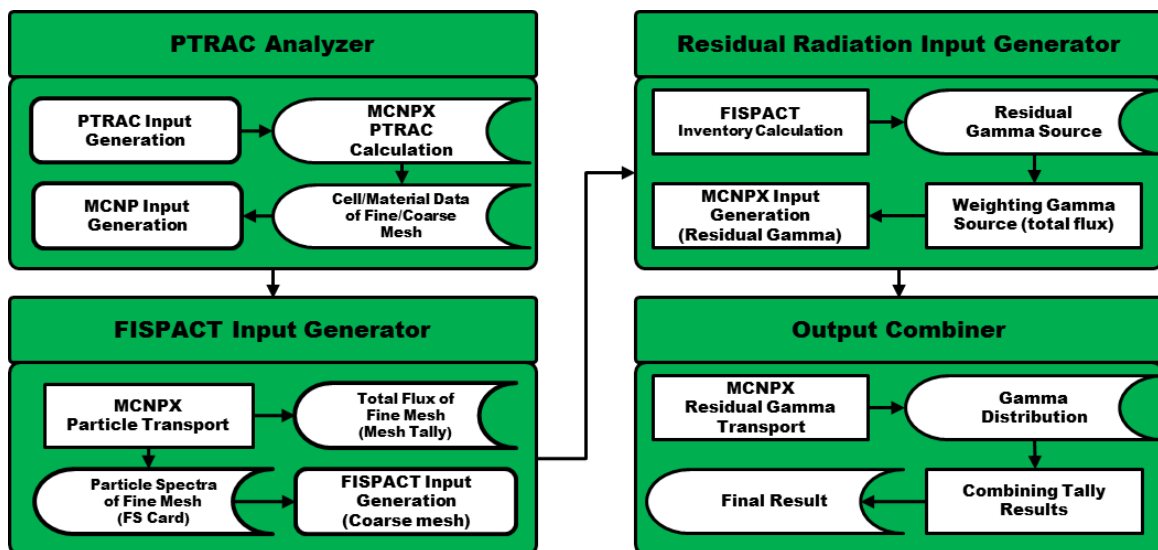 PTRAC Analyzer
PTRAC Input
Generation
MCNPX
PTRAC
Calculation
MCNP Input
Generation
Cell/Material Data
of Fine/Coarse
Mesh
FISPACT Input Generator
MCNPX
Particle Transport
Total Flux of
Fine Mesh
(Mesh Tally)
Particle Spectra
of Fine Mesh
(FS Card)
FISPACT Input
Generation
(Coarse mesh)
Residual Radiation Input Generator
FISPACT
Inventory Calculation
Residual
Gamma Source
MCNPX Input
Generation
(Residual Gamma)
Weighting Gamma
Source (total flux)
Output Combiner
MCNPX
Residual Gamma
Transport
Gamma
Distribution
Final Result
Combining Tally
Results